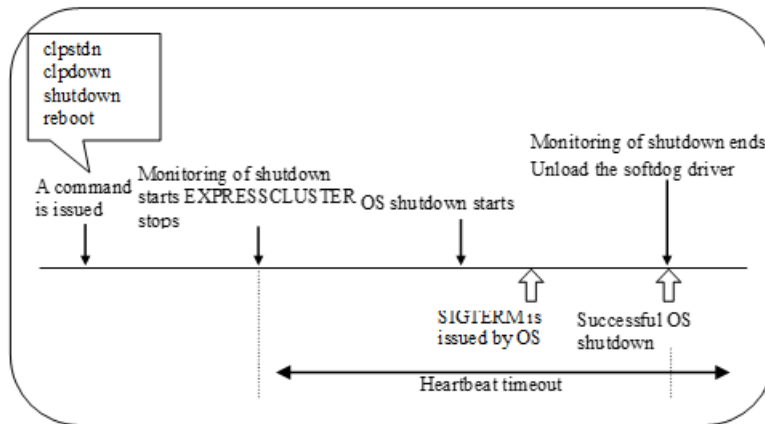 clpstdn
clpdown
shutdown
reboot
A command
is issued
Monitoring of shutdown
starts EXPRESSCLUSTER
stops
OS shutdown starts
Monitoring of shutdown ends
Unload the softdog driver
SIGTERM is
issued by OS
Successful OS
shutdown
Heartbeat timeout